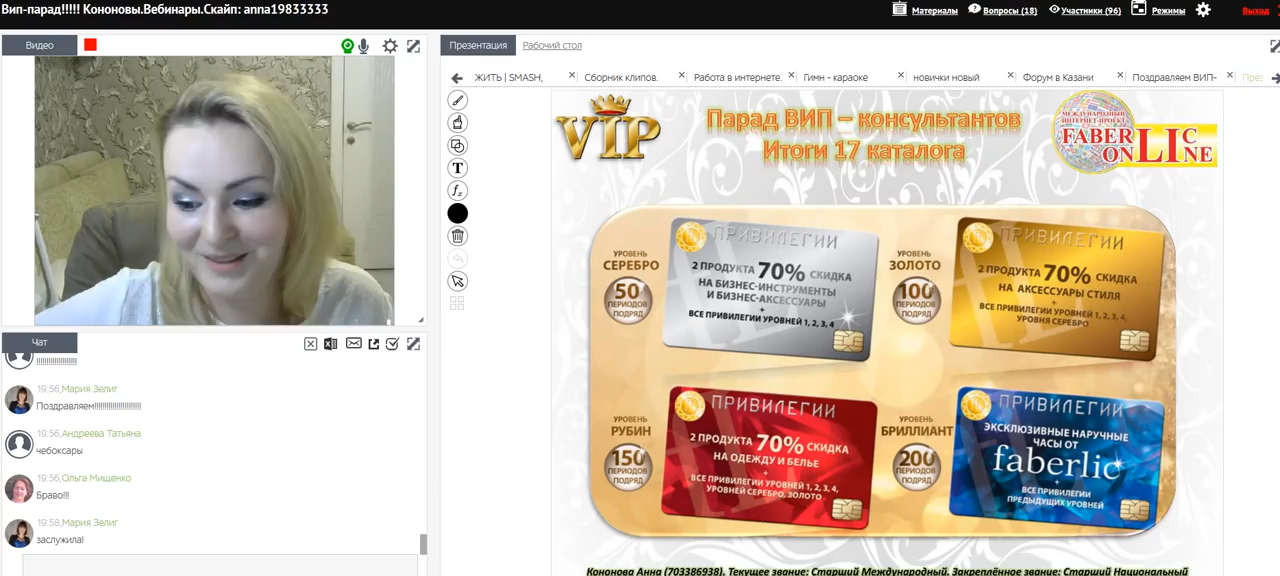 Вип-парад!!!!! Кононовы.Вебинары.Скайп: anna19833333
Материалы
Вопросы (18)
Участники (96)
Режимы
Выход
Видео
Презентация
Рабочий стол
ЖИТЬ | SMASH,
Сборник клипов.
Работа в интернете.
Гимн - караоке
новички новый
Форум в Казани
Поздравляем ВИП-
През
VIP
Парад ВИП – консультантов
Итоги 17 каталога
МЕЖДУНАРОДНЫЙ
ИНТЕРНЕТ-ПРОЕКТ
FABERLIC
ONLINE
УРОВЕНЬ
СЕРЕБРО
50
ПЕРИОДОВ
ПОДРЯД
ПРИВИЛЕГИИ
2 ПРОДУКТА 70% СКИДКА
НА БИЗНЕС-ИНСТРУМЕНТЫ
И БИЗНЕС-АКСЕССУАРЫ
+
ВСЕ ПРИВИЛЕГИИ УРОВНЕЙ 1, 2, 3, 4
УРОВЕНЬ
ЗОЛОТО
100
ПЕРИОДОВ
ПОДРЯД
ПРИВИЛЕГИИ
2 ПРОДУКТА 70% СКИДКА
НА АКСЕССУАРЫ СТИЛЯ
+
ВСЕ ПРИВИЛЕГИИ УРОВНЕЙ 1, 2, 3, 4,
УРОВНЯ СЕРЕБРО
УРОВЕНЬ
РУБИН
150
ПЕРИОДОВ
ПОДРЯД
ПРИВИЛЕГИИ
2 ПРОДУКТА 70% СКИДКА
НА ОДЕЖДУ И БЕЛЬЕ
+
ВСЕ ПРИВИЛЕГИИ УРОВНЕЙ 1, 2, 3, 4,
УРОВНЕЙ СЕРЕБРО, ЗОЛОТО
УРОВЕНЬ
БРИЛЛИАНТ
200
ПЕРИОДОВ
ПОДРЯД
ПРИВИЛЕГИИ
ЭКСКЛЮЗИВНЫЕ НАРУЧНЫЕ
ЧАСЫ ОТ
faberlic
+
ВСЕ ПРИВИЛЕГИИ
ПРЕДЫДУЩИХ УРОВНЕЙ
Кононова Анна (703386938). Текущее звание: Старший Международный. Закреплённое звание: Старший Национальный
Чат
!!!!!!!!!!!!!!!!!!!!
19:56,Мария Зелиг
Поздравляем!!!!!!!!!!!!!!!!!!!!!!!
19:56,Андреева Татьяна
чебоксары
19:56,Ольга Мищенко
Браво!!!
19:58,Мария Зелиг
заслужила!